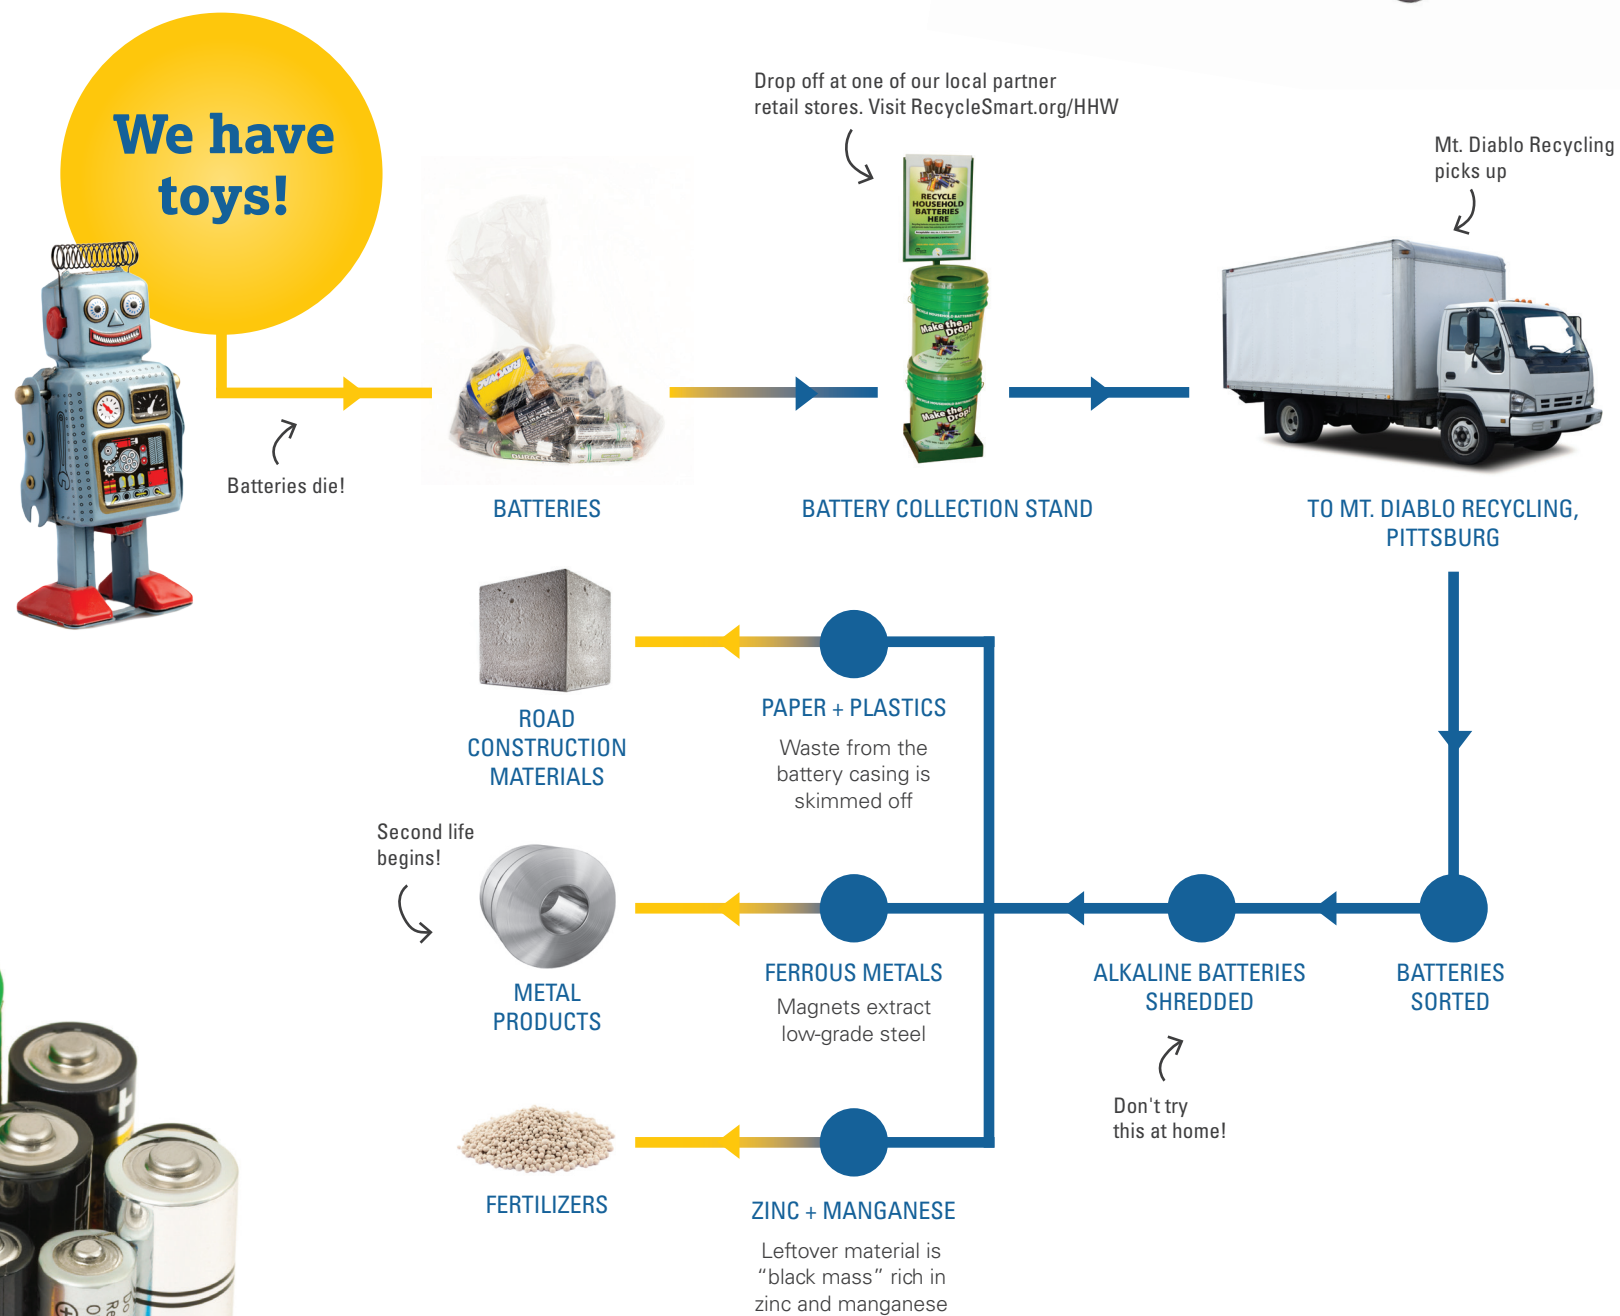 We have
toys!
Drop off at one of our local partner
retail stores. Visit RecycleSmart.org/HHW
Mt. Diablo Recycling
picks up
RECYCLE
HOUSEHOLD
BATTERIES
HERE
Make the
Drop!
Make the
Drop!
RAYOVAC
DURACELL
Batteries die!
BATTERIES
BATTERY COLLECTION STAND
TO MT. DIABLO RECYCLING,
PITTSBURG
ROAD
CONSTRUCTION
MATERIALS
PAPER + PLASTICS
Waste from the
battery casing is
skimmed off
Second life
begins!
METAL
PRODUCTS
FERROUS METALS
Magnets extract
low-grade steel
ALKALINE BATTERIES
SHREDDED
BATTERIES
SORTED
Don't try
this at home!
FERTILIZERS
ZINC + MANGANESE
Leftover material is
“black mass” rich in
zinc and manganese